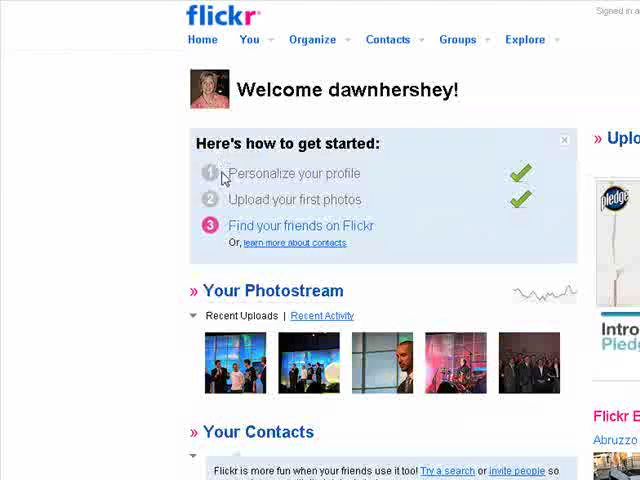 flickr
Signed in a
Home You Organize Contacts Groups Explore
Welcome dawnhershey!
Here's how to get started:
» Uplo
1 Personalize your profile
2 Upload your first photos
3 Find your friends on Flickr
Or, learn more about contacts
pledge
» Your Photostream
Recent Uploads | Recent Activity
Intro
Pledg
Flickr B
» Your Contacts
Abruzzo
Flickr is more fun when your friends use it too! Try a search or invite people so